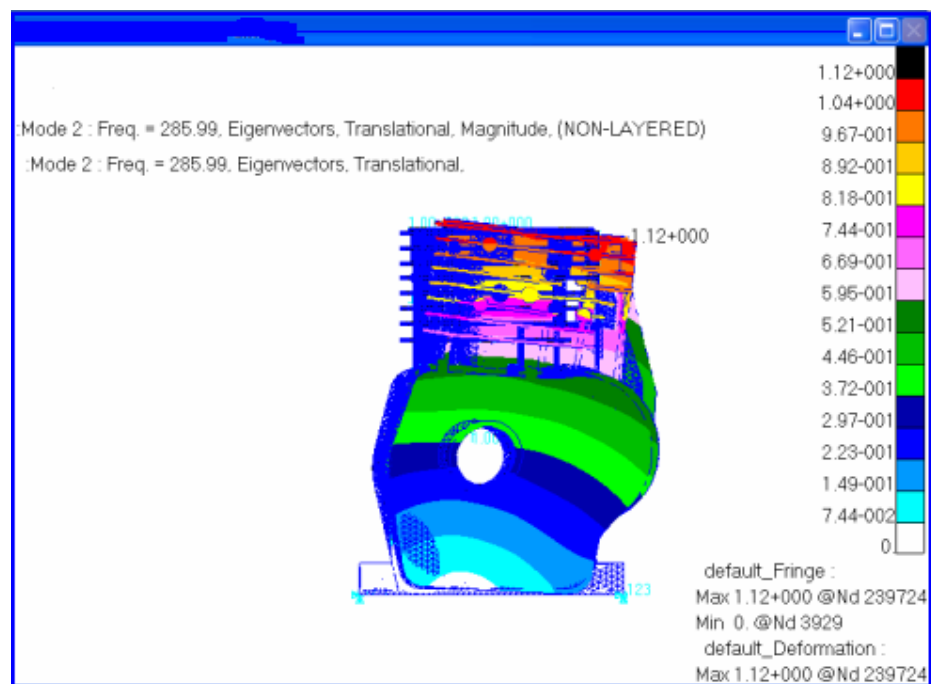 1.12+000
1.04+000
:Mode 2 : Freq. = 285.99, Eigenvectors, Translational, Magnitude, (NON-LAYERED)
9.67-001
:Mode 2 : Freq. = 285.99, Eigenvectors, Translational,
8.92-001
8.18-001
7.44-001
1.12+000
6.69-001
5.95-001
5.21-001
4.46-001
3.72-001
2.97-001
2.23-001
1.49-001
7.44-002
0.
default_Fringe :
Max 1.12+000 @Nd 239724
123
Min 0. @Nd 3929
default_Deformation :
Max 1.12+000 @Nd 239724